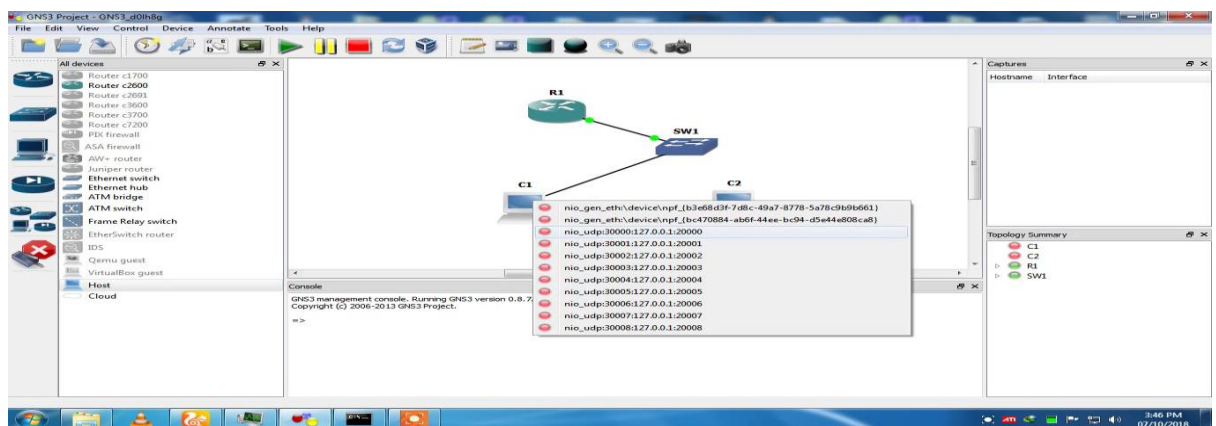 GNS3 Project - GNS3_d0lh8g
File Edit View Control Device Annotate Tools Help
All devices
Router c1700
Router c2600
Router c2691
Router c3600
Router c3700
Router c7200
PIX firewall
ASA firewall
AW+ router
Juniper router
Ethernet switch
Ethernet hub
ATM bridge
ATM switch
Frame Relay switch
EtherSwitch router
IDS
Qemu guest
VirtualBox guest
Host
Cloud
R1
SW1
C1
C2
nio_gen_eth:\device\npf_{b3e68d3f-7d8c-49a7-8778-5a78c9b9b661}
nio_gen_eth:\device\npf_{bc470884-ab6f-44ee-bc94-d5e44e808ca8}
nio_udp:30000:127.0.0.1:20000
nio_udp:30001:127.0.0.1:20001
nio_udp:30002:127.0.0.1:20002
nio_udp:30003:127.0.0.1:20003
nio_udp:30004:127.0.0.1:20004
nio_udp:30005:127.0.0.1:20005
nio_udp:30006:127.0.0.1:20006
nio_udp:30007:127.0.0.1:20007
nio_udp:30008:127.0.0.1:20008
Console
GNS3 management console. Running GNS3 version 0.8.7
Copyright (c) 2006-2013 GNS3 Project.
=>
Captures
Hostname Interface
Topology Summary
C1
C2
R1
SW1
3:46 PM
07/10/2018